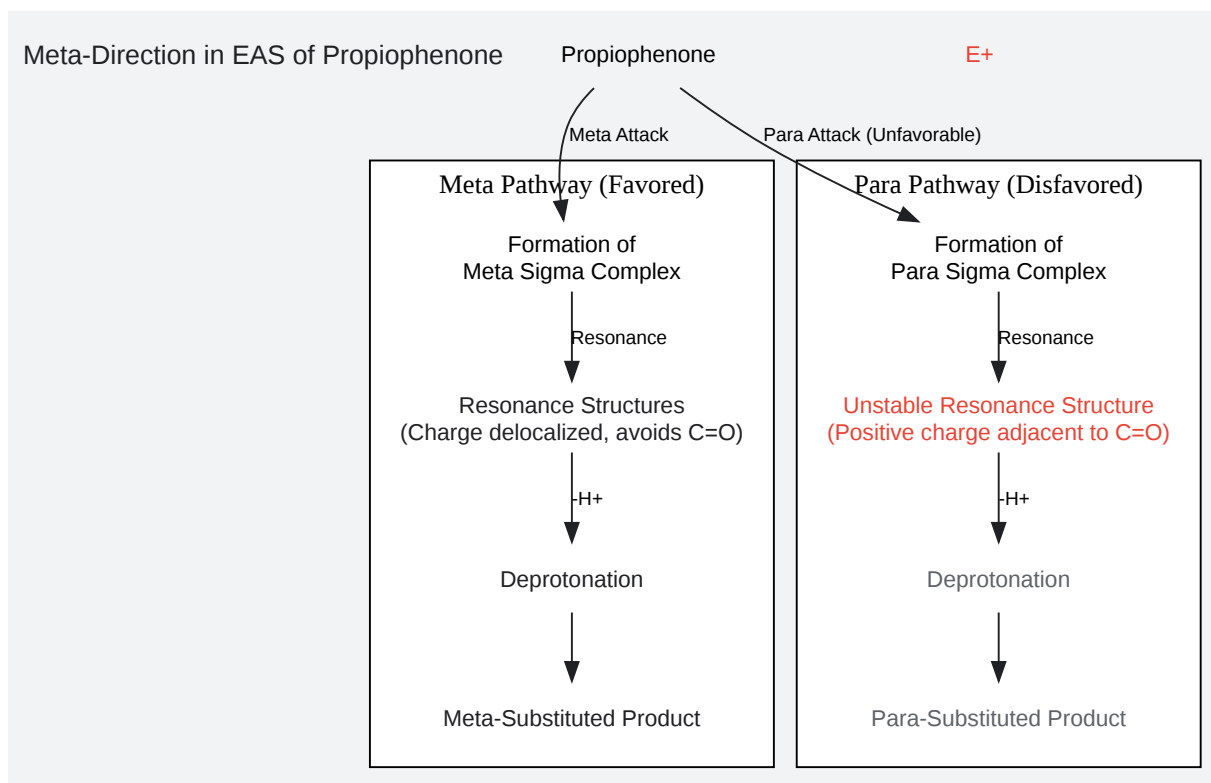 Meta-Direction in EAS of Propiophenone
Propiophenone
E+
Meta Attack
Para Attack (Unfavorable)
Meta Pathway (Favored)
Formation of
Meta Sigma Complex
Resonance
Resonance Structures
(Charge delocalized, avoids C=O)
-H+
Deprotonation
Meta-Substituted Product
Para Pathway (Disfavored)
Formation of
Para Sigma Complex
Resonance
Unstable Resonance Structure
(Positive charge adjacent to C=O)
-H+
Deprotonation
Para-Substituted Product